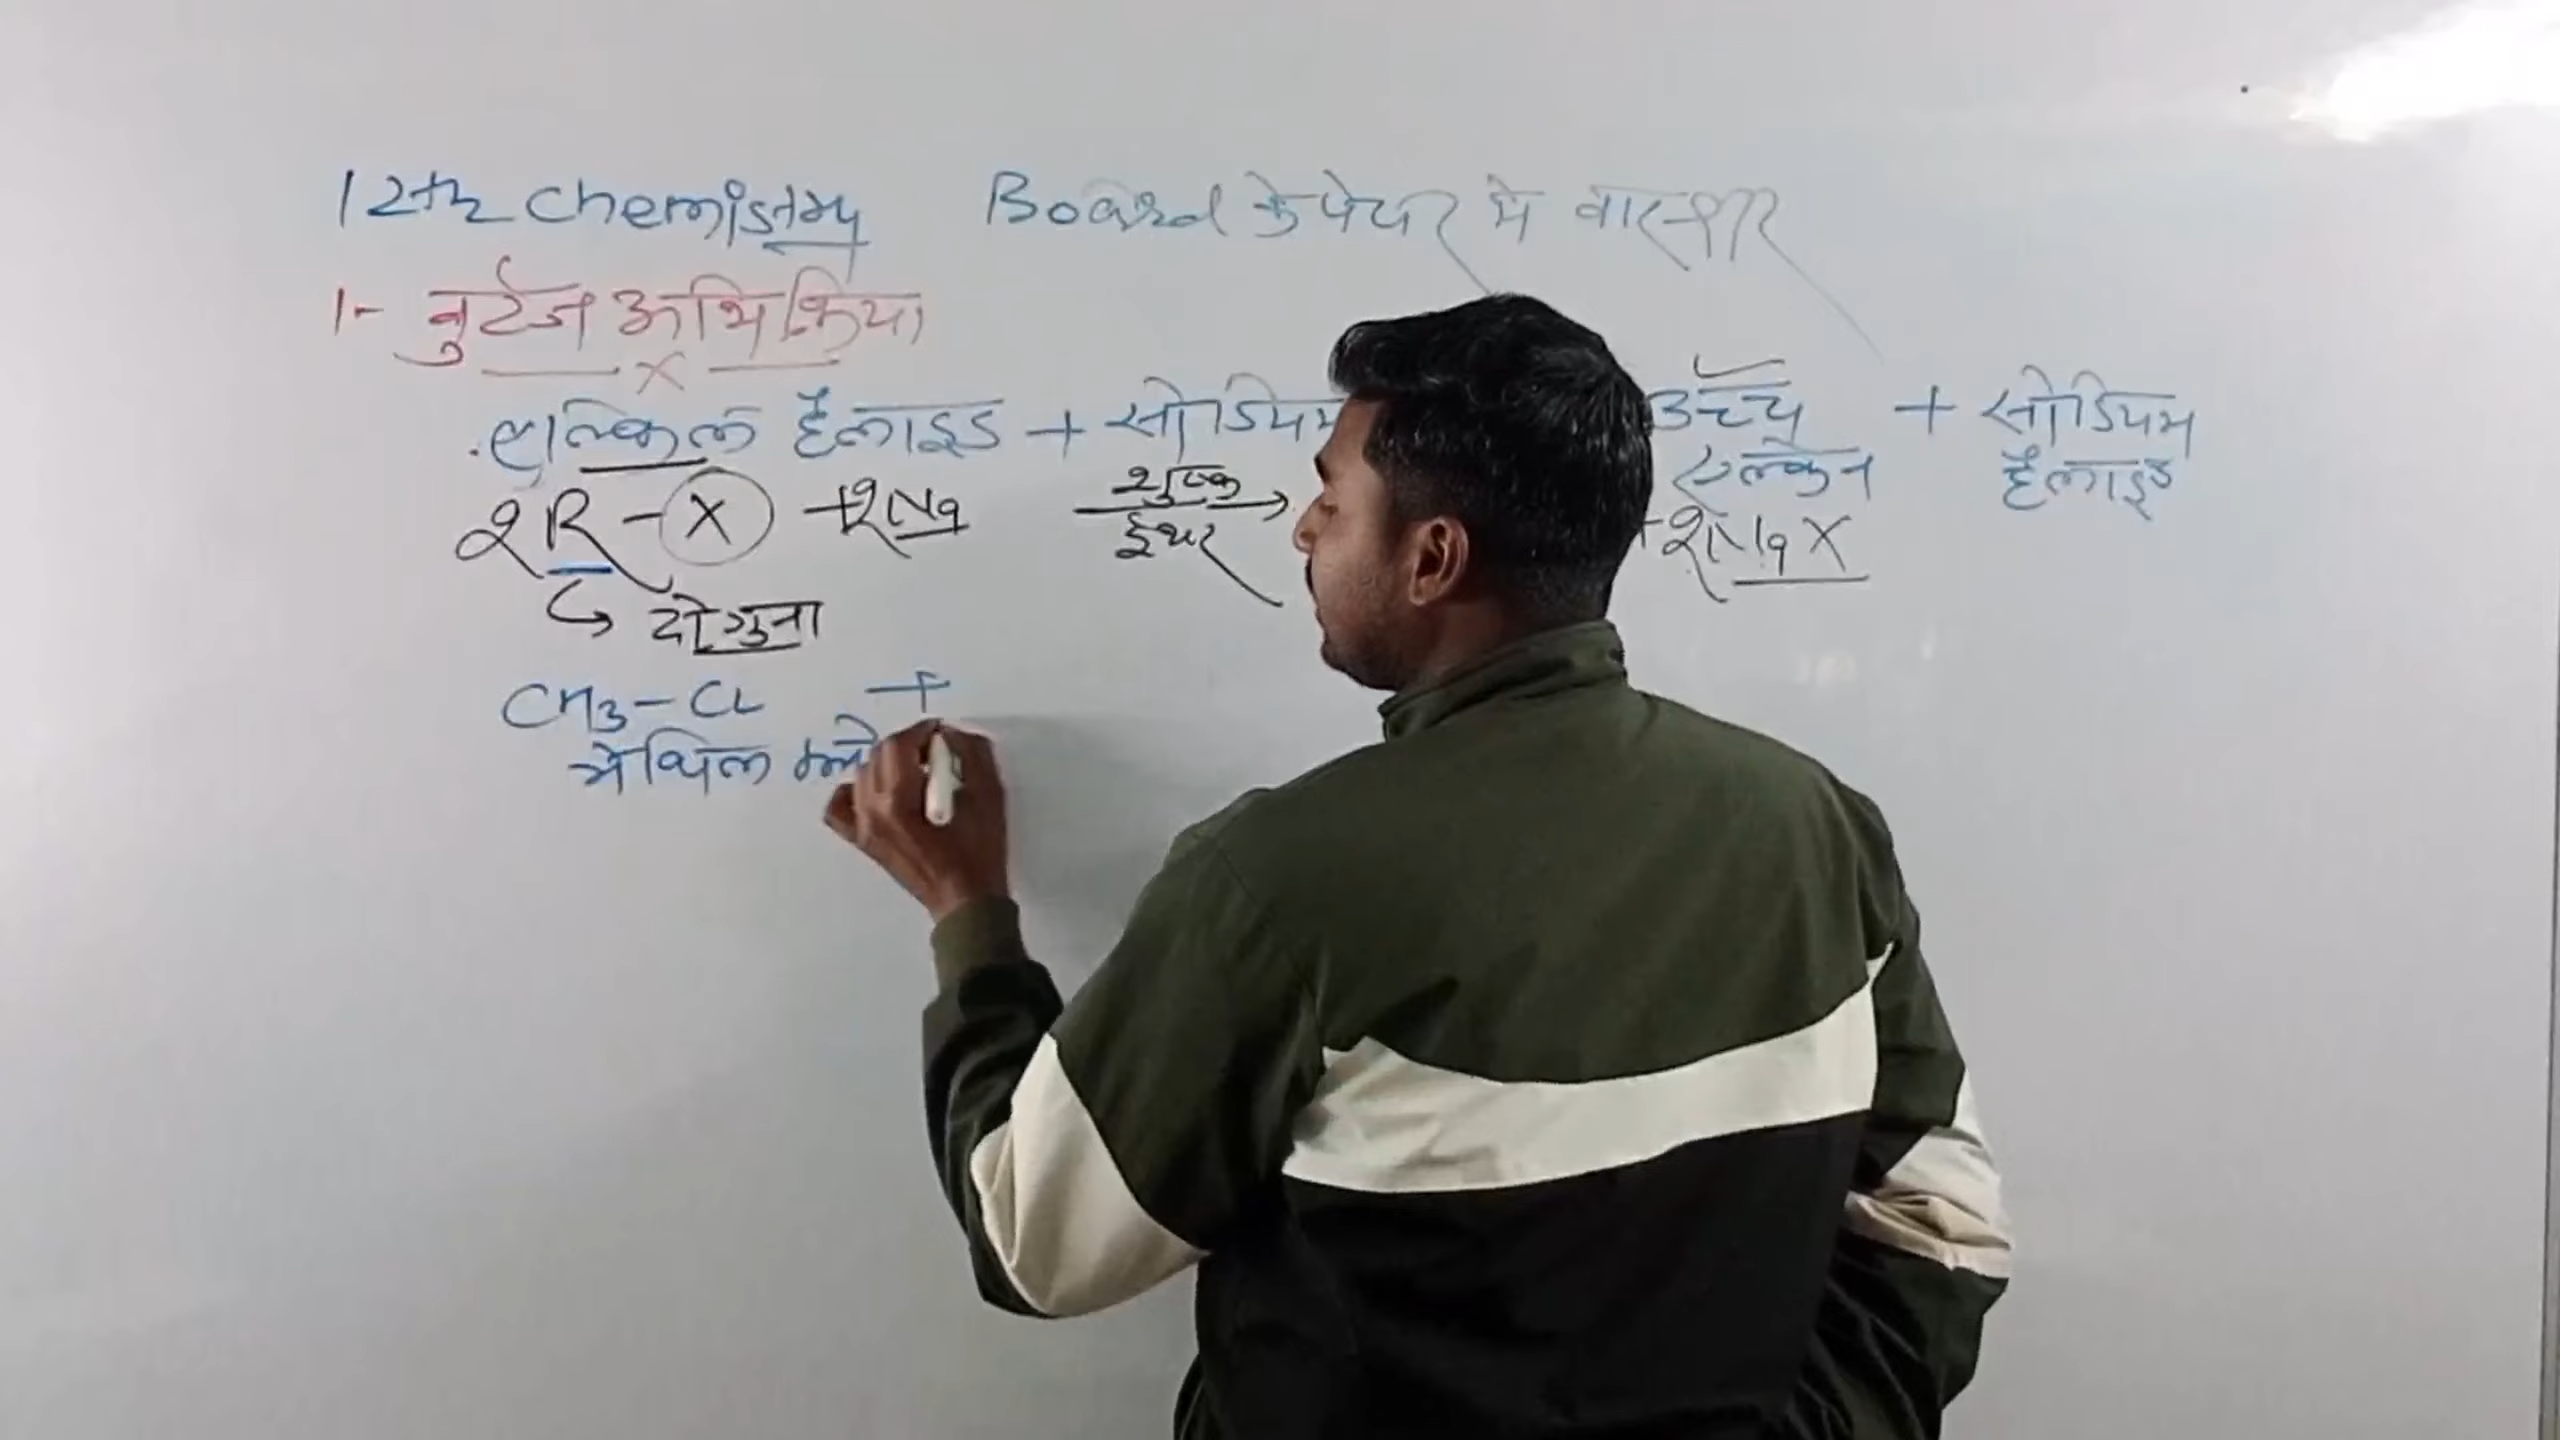 12th Chemistry Board के पेपर मे बार-बार
1- वुर्टज अभिक्रिया
x
एल्किल हैलाइड + सोडियम उच्च एल्केन + सोडियम हैलाइड
2R-X +2Na शुष्क ईथर +2NaX
दो गुना
CH3-CL +
मेथिल क्लो